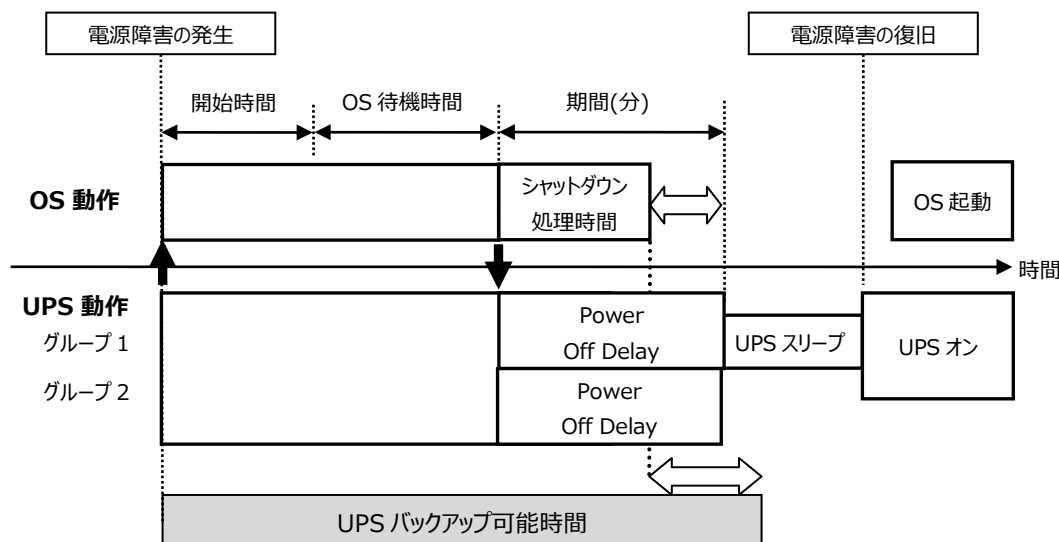 電源障害の発生
電源障害の復旧
開始時間
OS 待機時間
期間(分)
OS 動作
シャットダウン
処理時間
OS 起動
時間
UPS 動作
グループ 1
グループ 2
Power
Off Delay
UPS スリープ
UPS オン
Power
Off Delay
UPS バックアップ可能時間